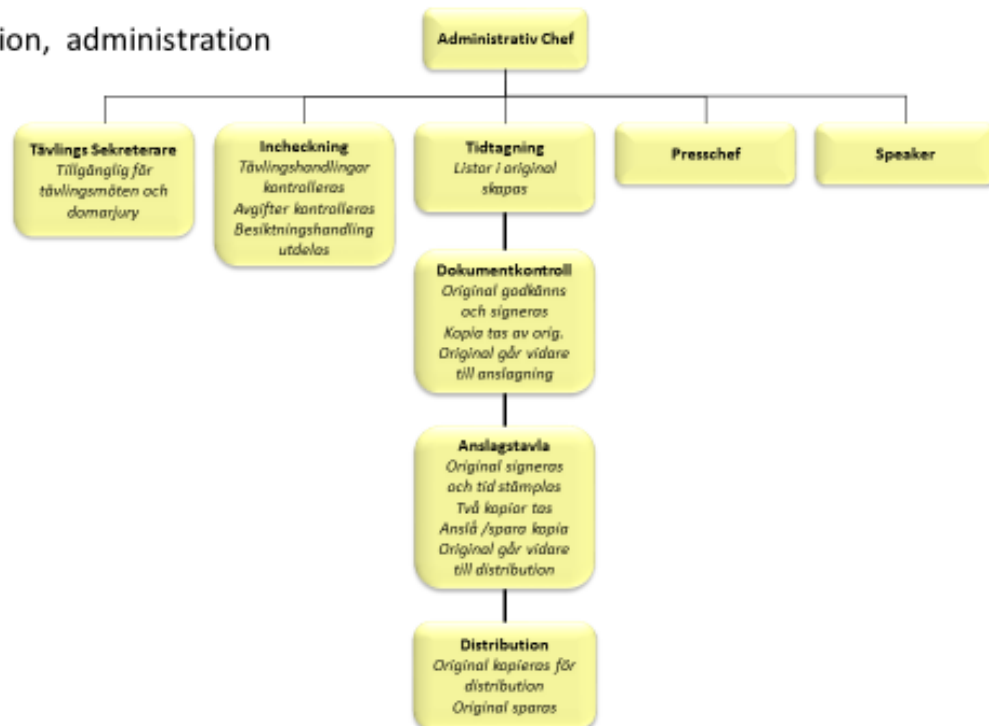 ion, administration
Administrativ Chef
Tävlings Sekreterare
Tillgänglig för
tävlingsmöten och
domarjury
Incheckning
Tävlingshandlingar
kontrolleras
Avgifter kontrolleras
Besiktningshandling
utdelas
Tidtagning
Listor i original
skapas
Presschef
Speaker
Dokumentkontroll
Original godkänns
och signeras
Kopia tas av orig.
Original går vidare
till anslagning
Anslagstavla
Original signeras
och tid stämplas
Två kopior tas
Anslå /spara kopia
Original går vidare
till distribution
Distribution
Original kopieras för
distribution
Original sparas